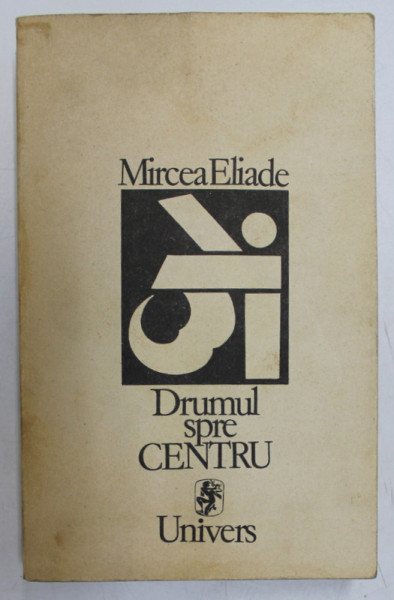 Mircea Eliade
Drumul
spre
CENTRU
Univers